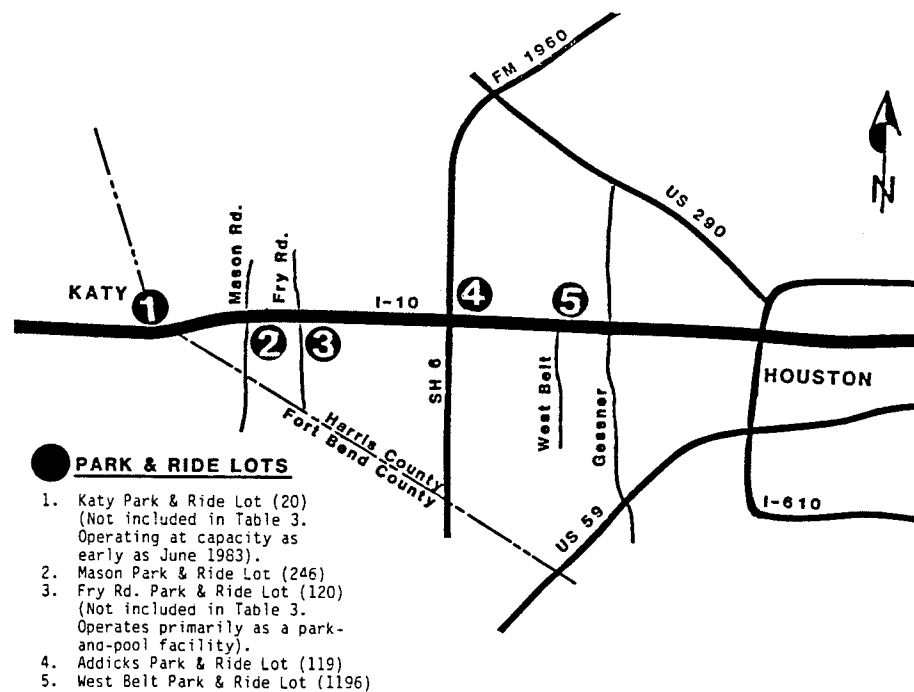 FM 1960
US 290
N
Mason Rd.
Fry Rd.
KATY
1
I-10
4
5
2
3
SH 6
West Belt
Gessner
HOUSTON
Harris County
Fort Bend County
US 59
I-610
PARK & RIDE LOTS
1. Katy Park & Ride Lot (20)
(Not included in Table 3.
Operating at capacity as
early as June 1983).
2. Mason Park & Ride Lot (246)
3. Fry Rd. Park & Ride Lot (120)
(Not included in Table 3.
Operates primarily as a park-
and-pool facility).
4. Addicks Park & Ride Lot (119)
5. West Belt Park & Ride Lot (1196)